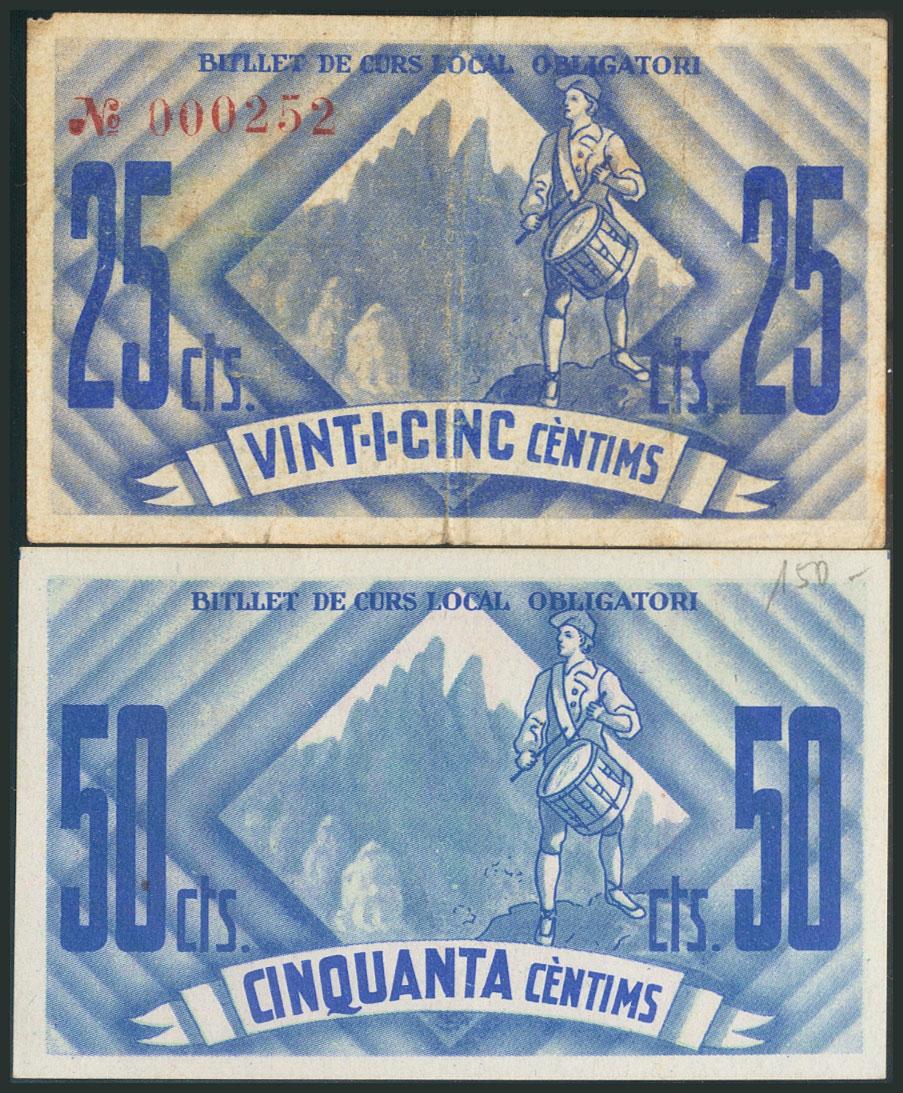 BITLLET DE CURS LOCAL OBLIGATORI
№ 000252
25 cts.
cts. 25
VINT-I-CINC CÈNTIMS
150 -
BITLLET DE CURS LOCAL OBLIGATORI
50 cts.
cts. 50
CINQUANTA CÈNTIMS